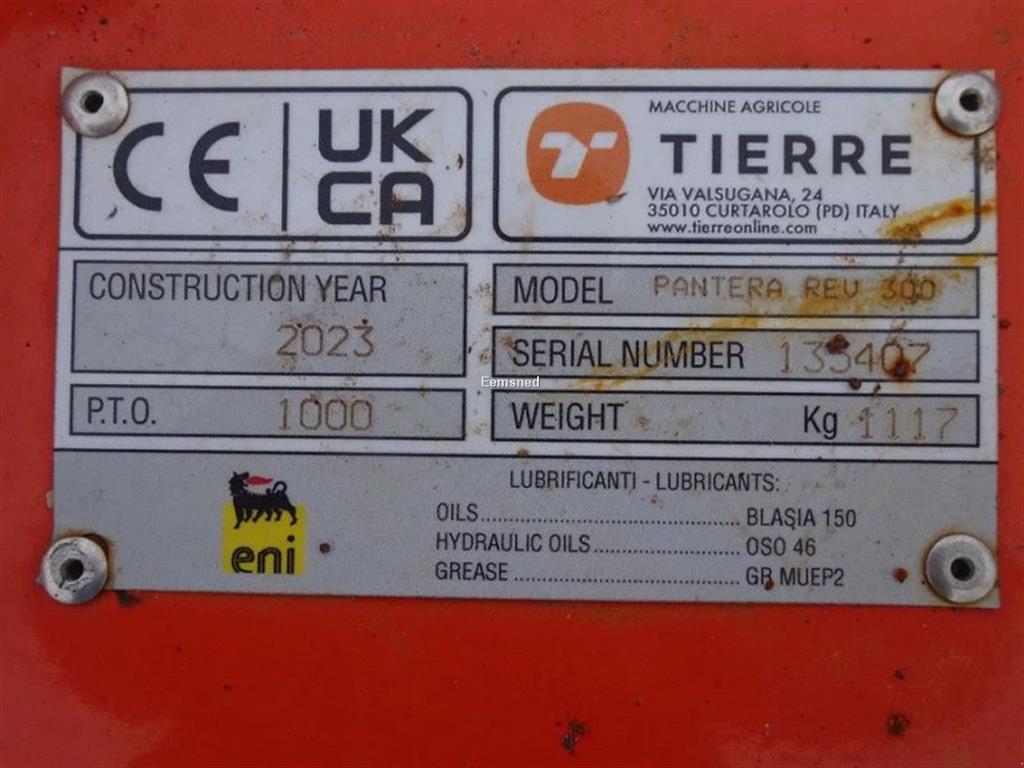 CE
UK
CA
MACCHINE AGRICOLE
TIERRE
VIA VALSUGANA, 24
35010 CURTAROLO (PD) ITALY
www.tierreonline.com
CONSTRUCTION YEAR
2023
MODEL PANTERA REV 300
SERIAL NUMBER 133407
P.T.O. 1000
WEIGHT Kg 1117
Eemsned
eni
LUBRIFICANTI - LUBRICANTS:
OILS........................................ BLASIA 150
HYDRAULIC OILS........................ OSO 46
GREASE.................................... GR MUEP2